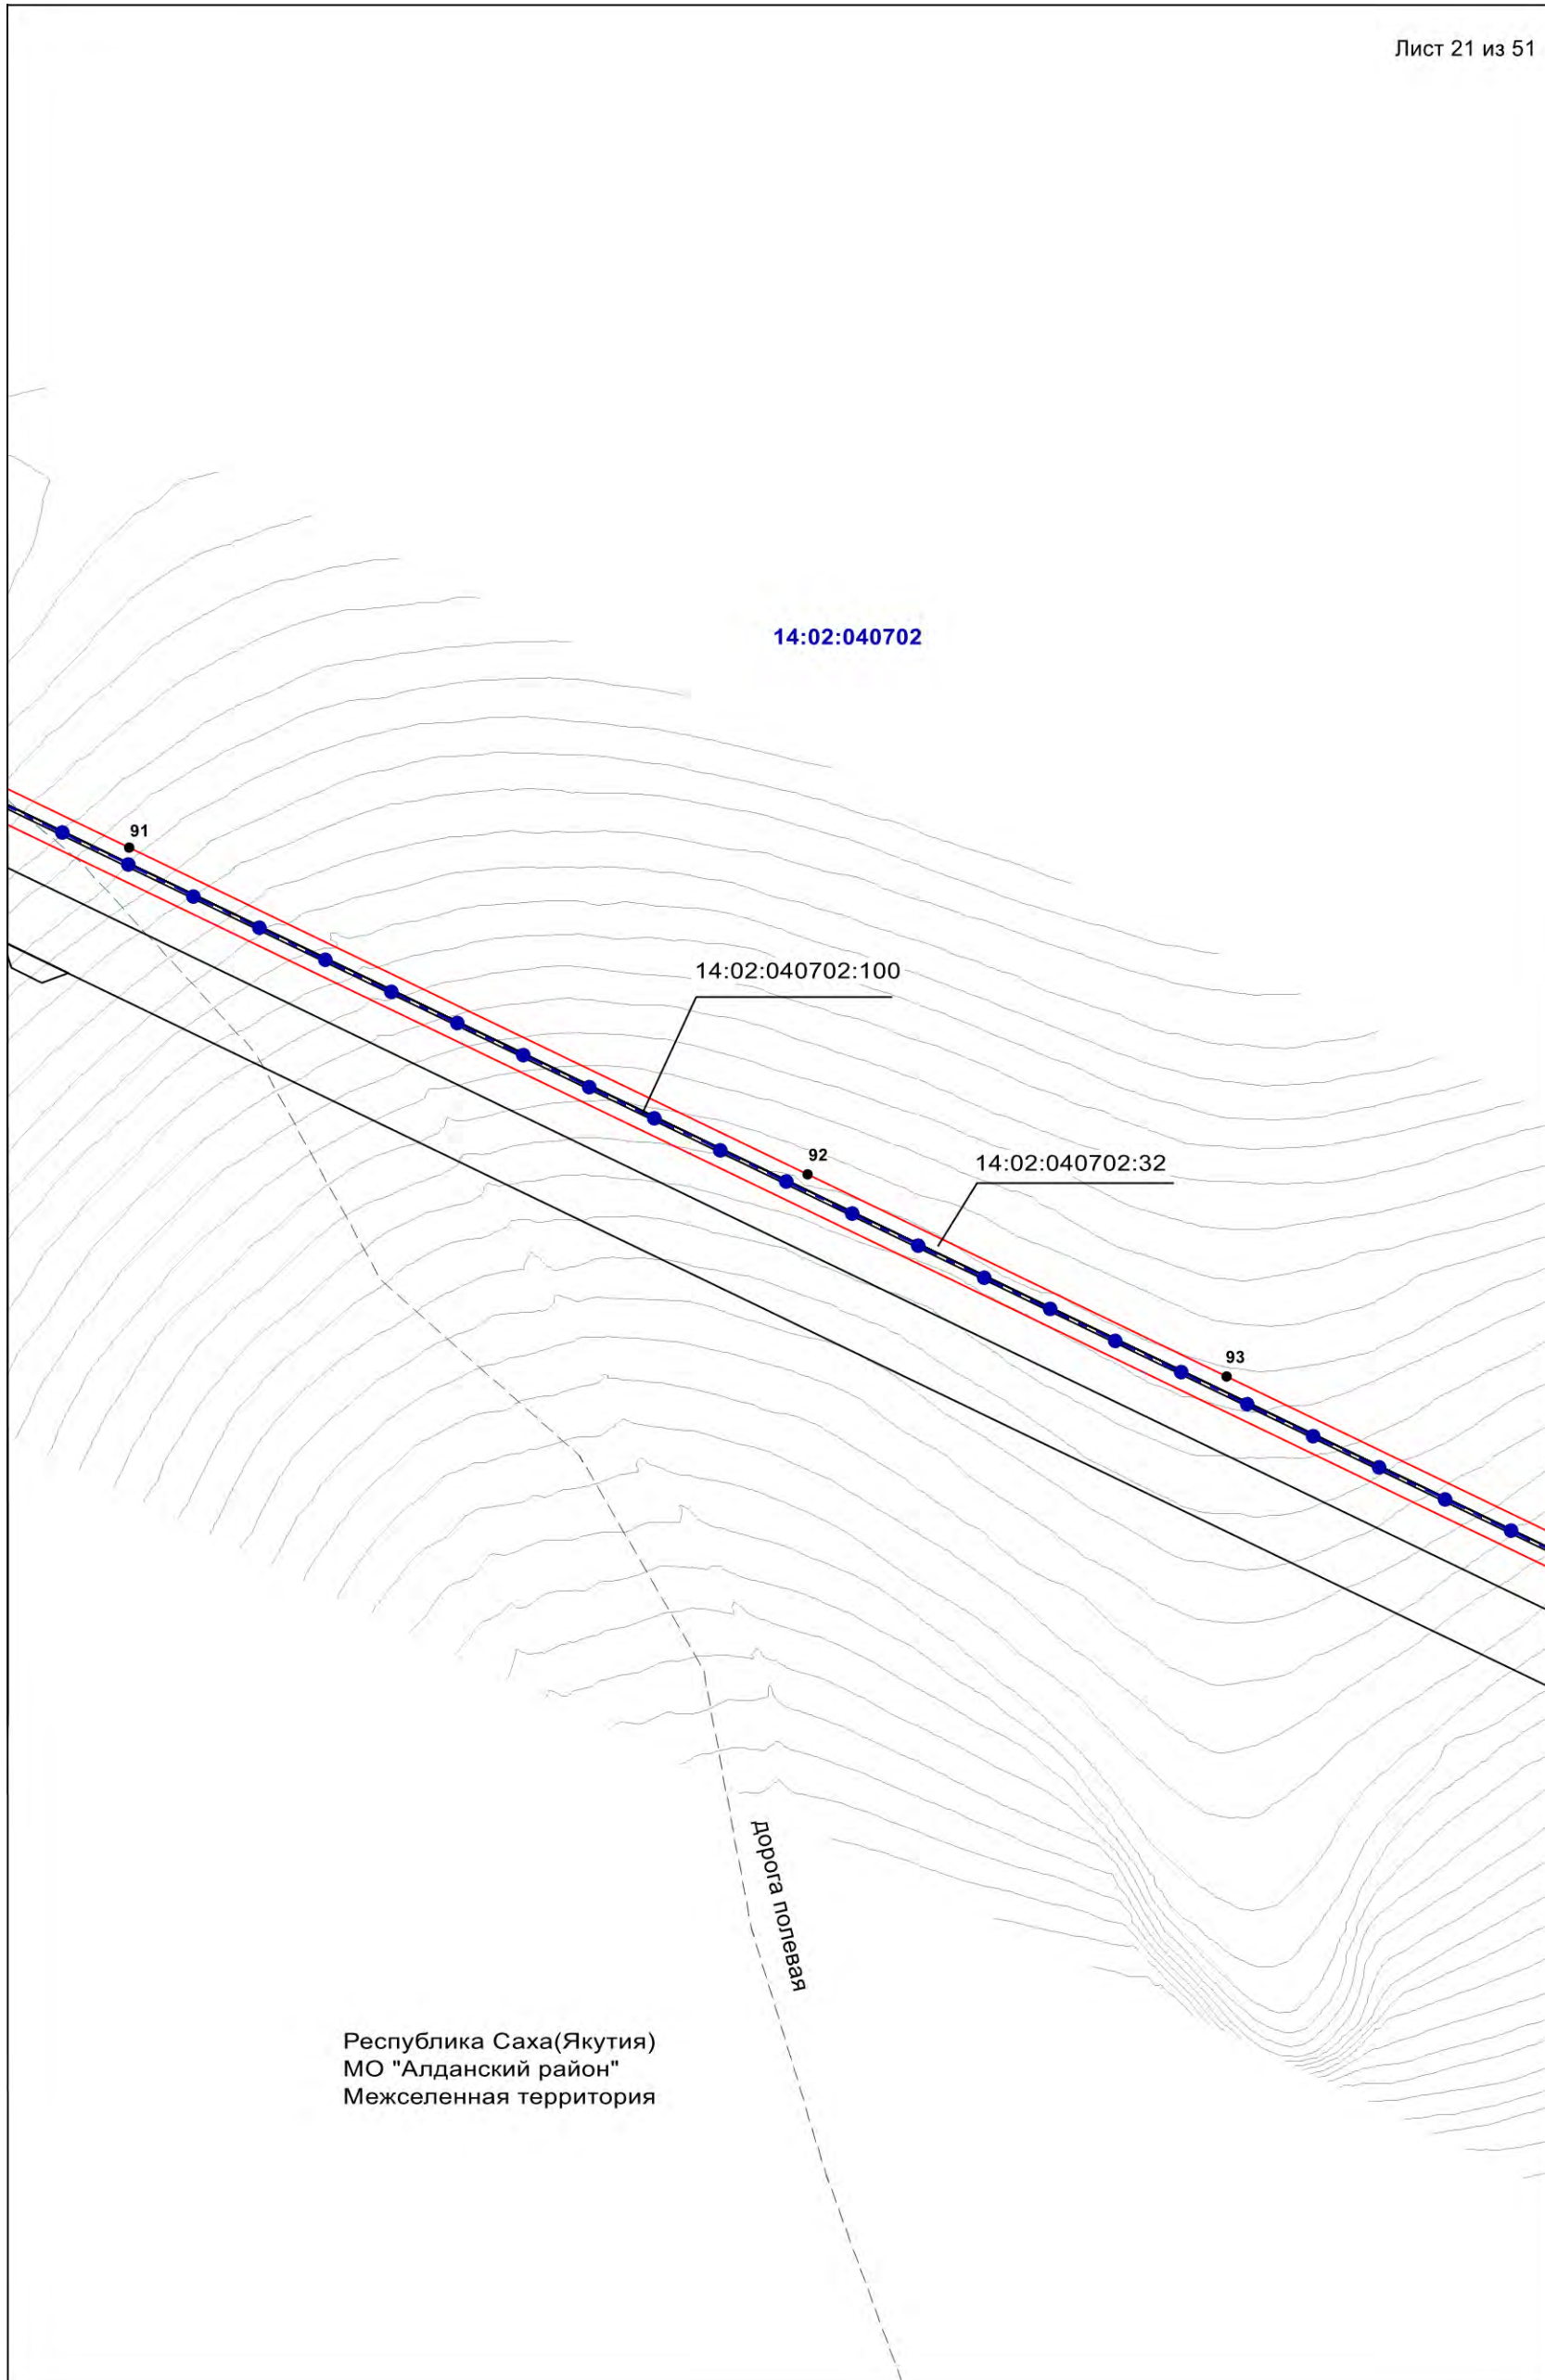 Лист 21 из 51
14:02:040702
91
14:02:040702:100
92
14:02:040702:32
93
дорога полевая
Республика Саха(Якутия)
МО "Алданский район"
Межселенная территория